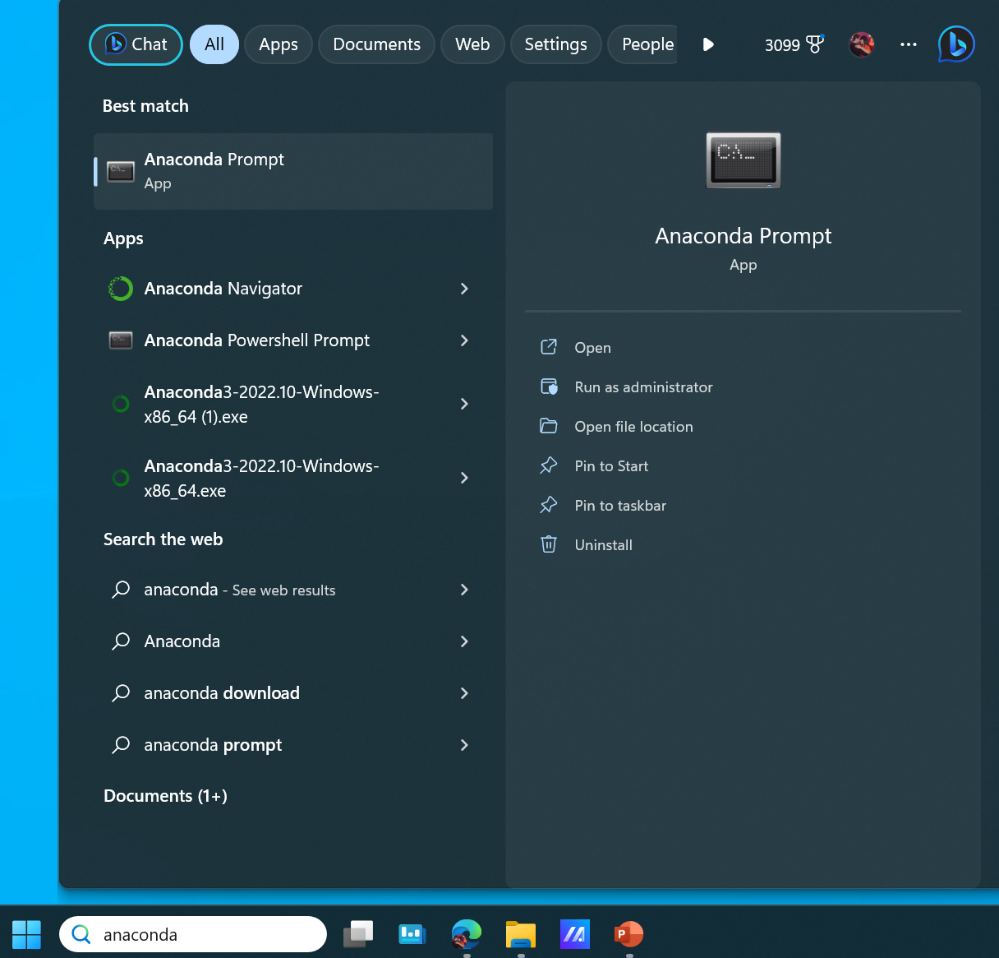 Chat
All
Apps
Documents
Web
Settings
People
3099
Best match
Anaconda Prompt
App
Apps
Anaconda Navigator
Anaconda Powershell Prompt
Anaconda3-2022.10-Windows-
x86_64 (1).exe
Anaconda3-2022.10-Windows-
x86_64.exe
Search the web
anaconda - See web results
Anaconda
anaconda download
anaconda prompt
Documents (1+)
C:\_
Anaconda Prompt
App
Open
Run as administrator
Open file location
Pin to Start
Pin to taskbar
Uninstall
anaconda
P